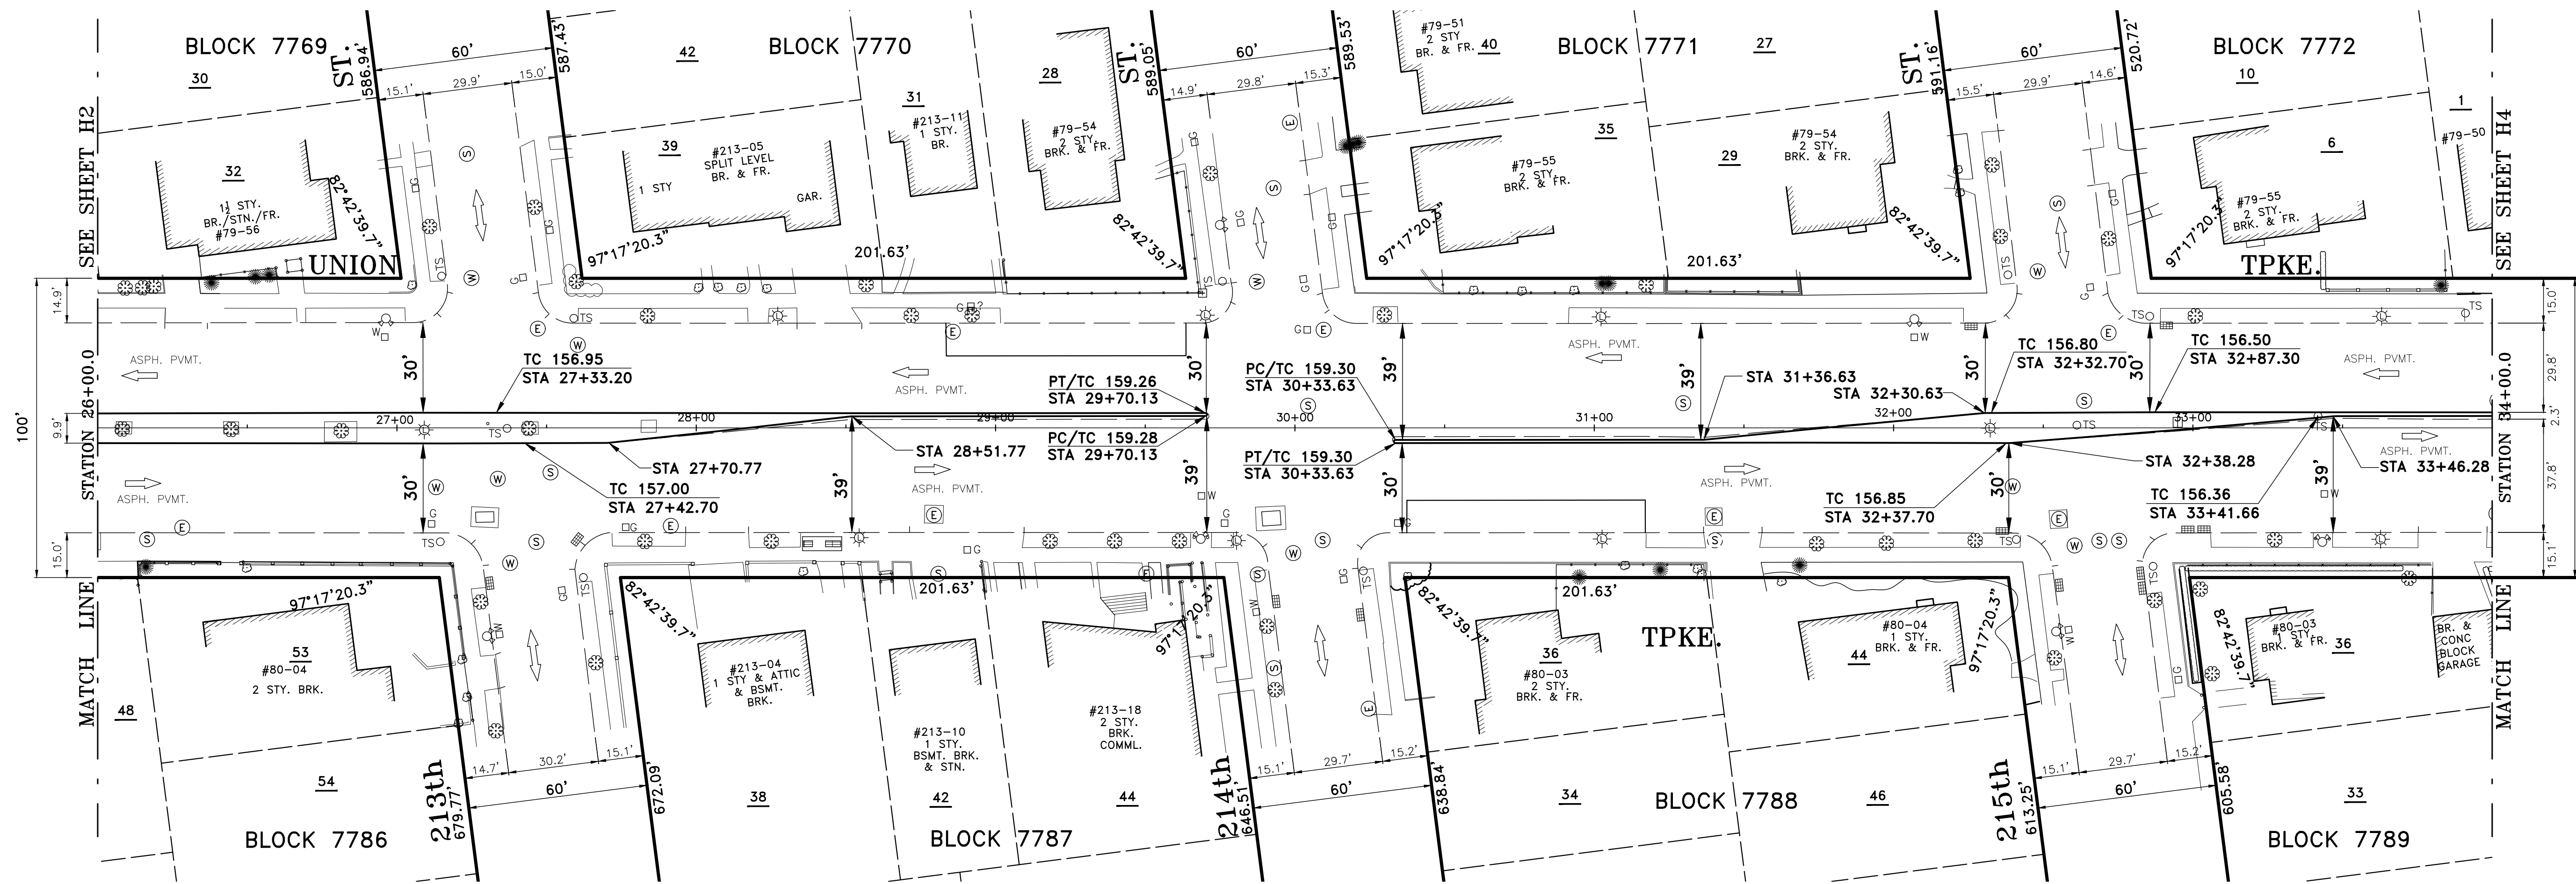 BLOCK 7769
30
ST.
586.94'
60'
15.1'
29.9'
15.0'
587.43'
42
BLOCK 7770
31
#213-11
1 STY.
BR.
28
#79-54
2 STY.
BRK. & FR.
ST.
589.05'
60'
14.9'
29.8'
15.3'
589.53'
#79-51
2 STY
BR. & FR.
40
BLOCK 7771
27
ST.
591.16'
60'
15.5'
29.9'
14.6'
520.72'
BLOCK 7772
10
1
#79-50
SEE SHEET H2
SEE SHEET H4
32
1½ STY.
BR./STN./FR.
#79-56
82°42'39.7"
UNION
39
#213-05
SPLIT LEVEL
BR. & FR.
1 STY
GAR.
97°17'20.3"
201.63'
82°42'39.7"
35
#79-55
2 STY.
BRK. & FR.
97°17'20.3"
29
#79-54
2 STY.
BRK. & FR.
201.63'
82°42'39.7"
6
#79-55
2 STY.
BRK. & FR.
97°17'20.3"
TPKE.
S
S
S
E
G
G
G
G
G
TS
TS
TS
W
W
W
G
G
G
TS
TS
TS
G ?
W
W
E
E
E
E
W
G
L
L
L
L
14.9'
100'
9.9'
15.0'
15.0'
29.8'
2.3'
37.8'
15.1'
ASPH. PVMT.
ASPH. PVMT.
ASPH. PVMT.
ASPH. PVMT.
30'
30'
39'
39'
30'
30'
TC 156.95
STA 27+33.20
PT/TC 159.26
STA 29+70.13
PC/TC 159.30
STA 30+33.63
STA 31+36.63
STA 32+30.63
TC 156.80
STA 32+32.70
TC 156.50
STA 32+87.30
STATION 26+00.0
STATION 34+00.0
27+00
28+00
29+00
30+00
31+00
32+00
33+00
S
S
S
L
TS
L
TS
TS
PC/TC 159.28
STA 29+70.13
PT/TC 159.30
STA 30+33.63
STA 27+70.77
STA 28+51.77
STA 32+38.28
STA 33+46.28
TC 157.00
STA 27+42.70
TC 156.85
STA 32+37.70
TC 156.36
STA 33+41.66
30'
39'
39'
30'
30'
39'
ASPH. PVMT.
ASPH. PVMT.
ASPH. PVMT.
ASPH. PVMT.
S
W
W
W
W
W
G
G
G
E
E
E
E
E
S
S
S
S
S
S
TS
TS
W
W
W
L
L
L
L
G
S
E
S
TS
TS
TS
G
G
MATCH LINE
MATCH LINE
97°17'20.3"
82°42'39.7"
201.63'
97°17'20.3"
82°42'39.7"
201.63'
TPKE.
97°17'20.3"
82°42'39.7"
53
#80-04
2 STY. BRK.
48
54
BLOCK 7786
W
213th
679.77'
14.7'
30.2'
15.1'
60'
672.09'
#213-04
1 STY & ATTIC
& BSMT.
BRK.
38
#213-10
1 STY.
BSMT. BRK.
& STN.
42
#213-18
2 STY.
BRK.
COMML.
44
BLOCK 7787
W
S
E
214th
646.51'
15.1'
29.7'
15.2'
60'
638.84'
36
#80-03
2 STY.
BRK. & FR.
34
BLOCK 7788
#80-04
1 STY.
BRK. & FR.
44
46
W
G
215th
613.25'
15.1'
29.7'
15.2'
60'
605.58'
#80-03
1 STY.
BRK. & FR.
36
BR. &
CONC
BLOCK
GARAGE
33
BLOCK 7789